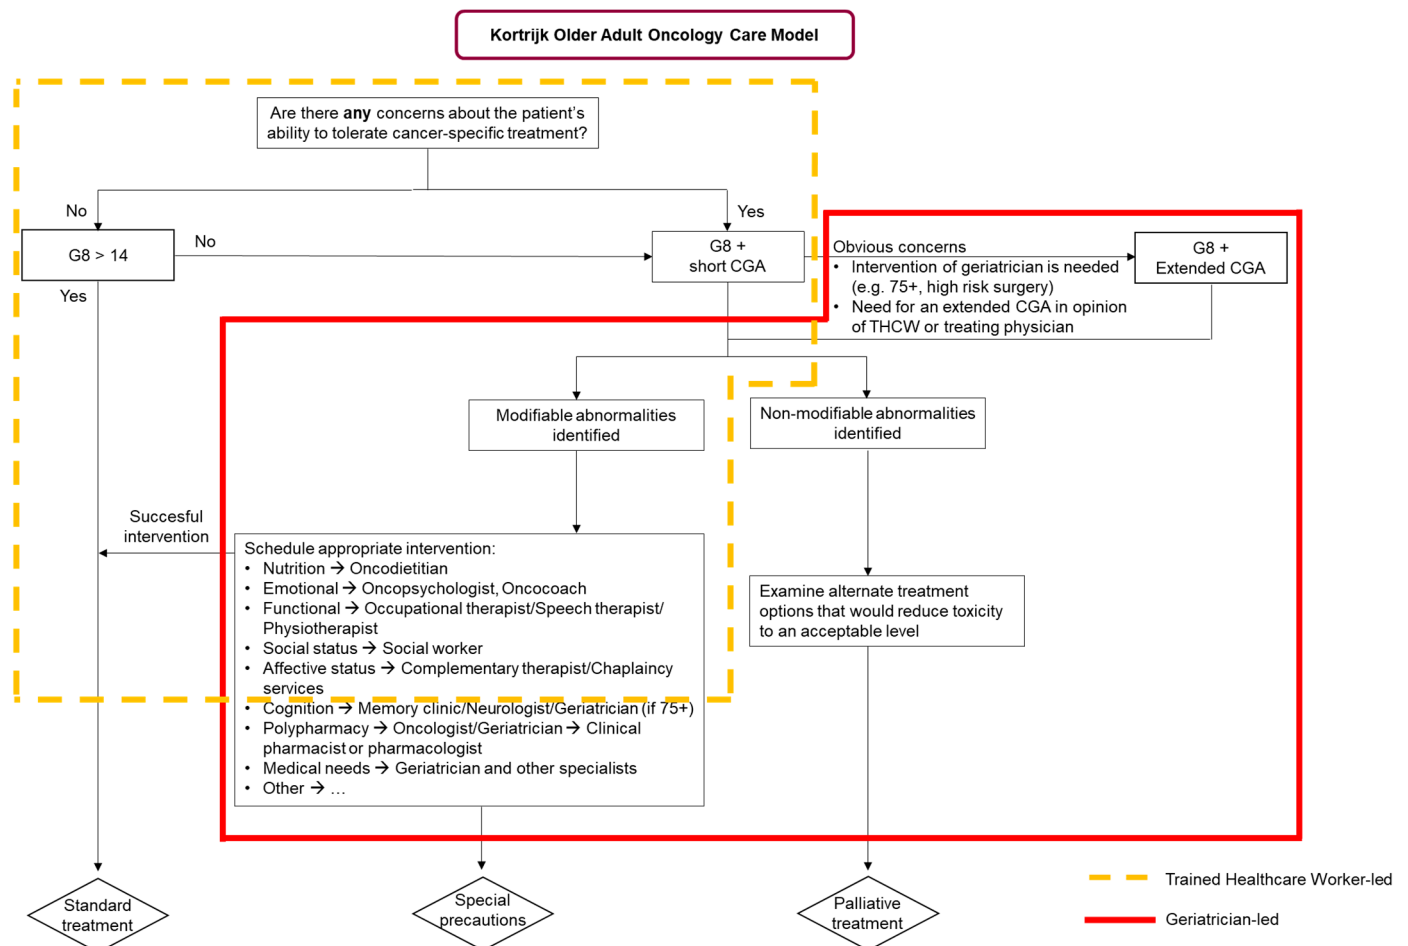 Kortrijk Older Adult Oncology Care Model
Are there any concerns about the patient's
ability to tolerate cancer-specific treatment?
No
Yes
G8 > 14
No
G8 +
short CGA
Obvious concerns
• Intervention of geriatrician is needed
(e.g. 75+, high risk surgery)
• Need for an extended CGA in opinion
of THCW or treating physician
G8 +
Extended CGA
Yes
Modifiable abnormalities
identified
Non-modifiable abnormalities
identified
Succesful
intervention
Schedule appropriate intervention:
• Nutrition → Oncodietitian
• Emotional → Oncopsychologist, Oncocoach
• Functional → Occupational therapist/Speech therapist/
Physiotherapist
• Social status → Social worker
• Affective status → Complementary therapist/Chaplaincy
services
• Cognition → Memory clinic/Neurologist/Geriatrician (if 75+)
• Polypharmacy → Oncologist/Geriatrician → Clinical
pharmacist or pharmacologist
• Medical needs → Geriatrician and other specialists
• Other → …
Examine alternate treatment
options that would reduce toxicity
to an acceptable level
Standard
treatment
Special
precautions
Palliative
treatment
Trained Healthcare Worker-led
Geriatrician-led